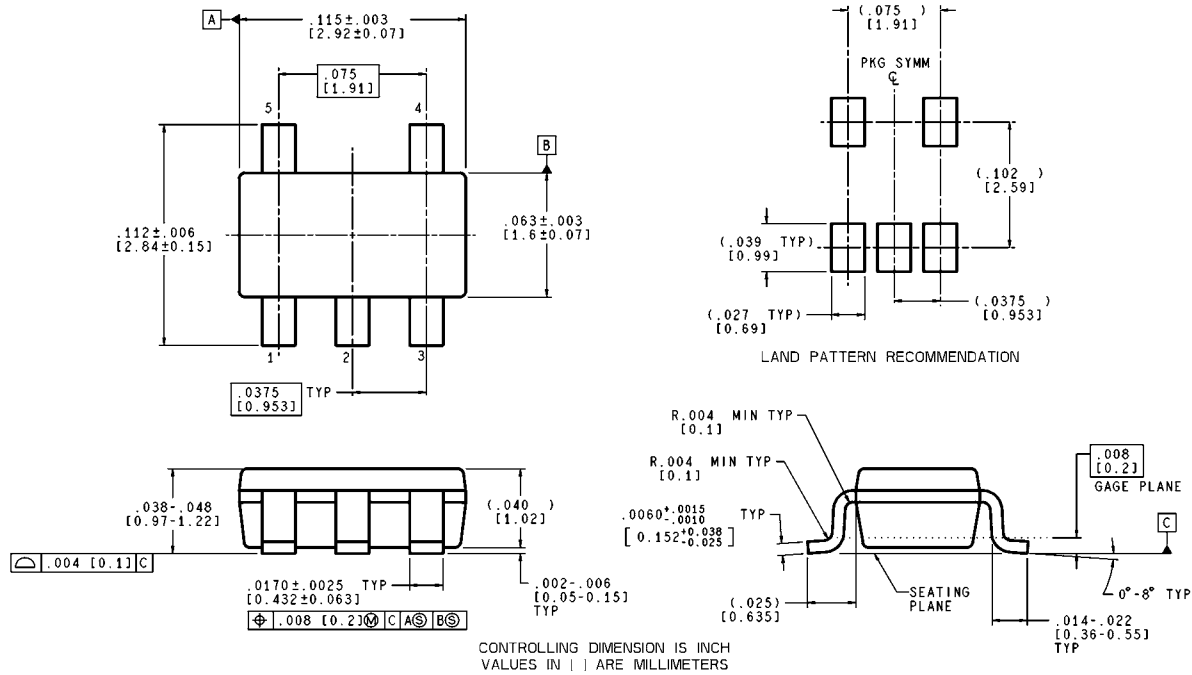 A
.115±.003
[2.92±0.07]
.075
[1.91]
5
4
B
.112±.006
[2.84±0.15]
.063±.003
[1.6±0.07]
1
2
3
.0375 TYP
[0.953]
(.075 )
[1.91]
PKG SYMM
℄
(.102 )
[2.59]
(.039 TYP)
[0.99]
(.027 TYP)
[0.69]
(.0375 )
[0.953]
LAND PATTERN RECOMMENDATION
.038-.048
[0.97-1.22]
(.040 )
[1.02]
⌓ .004 [0.1] C
.0170±.0025 TYP
[0.432±0.063]
⌖ .008 [0.2]Ⓜ C AⓈ BⓈ
.002-.006
[0.05-0.15]
TYP
R.004 MIN TYP
[0.1]
R.004 MIN TYP
[0.1]
.0060+.0015 -.0010 TYP
[0.152+0.038 -0.025]
.008
[0.2]
GAGE PLANE
C
SEATING
PLANE
(.025)
[0.635]
0°-8° TYP
.014-.022
[0.36-0.55]
TYP
CONTROLLING DIMENSION IS INCH
VALUES IN [ ] ARE MILLIMETERS